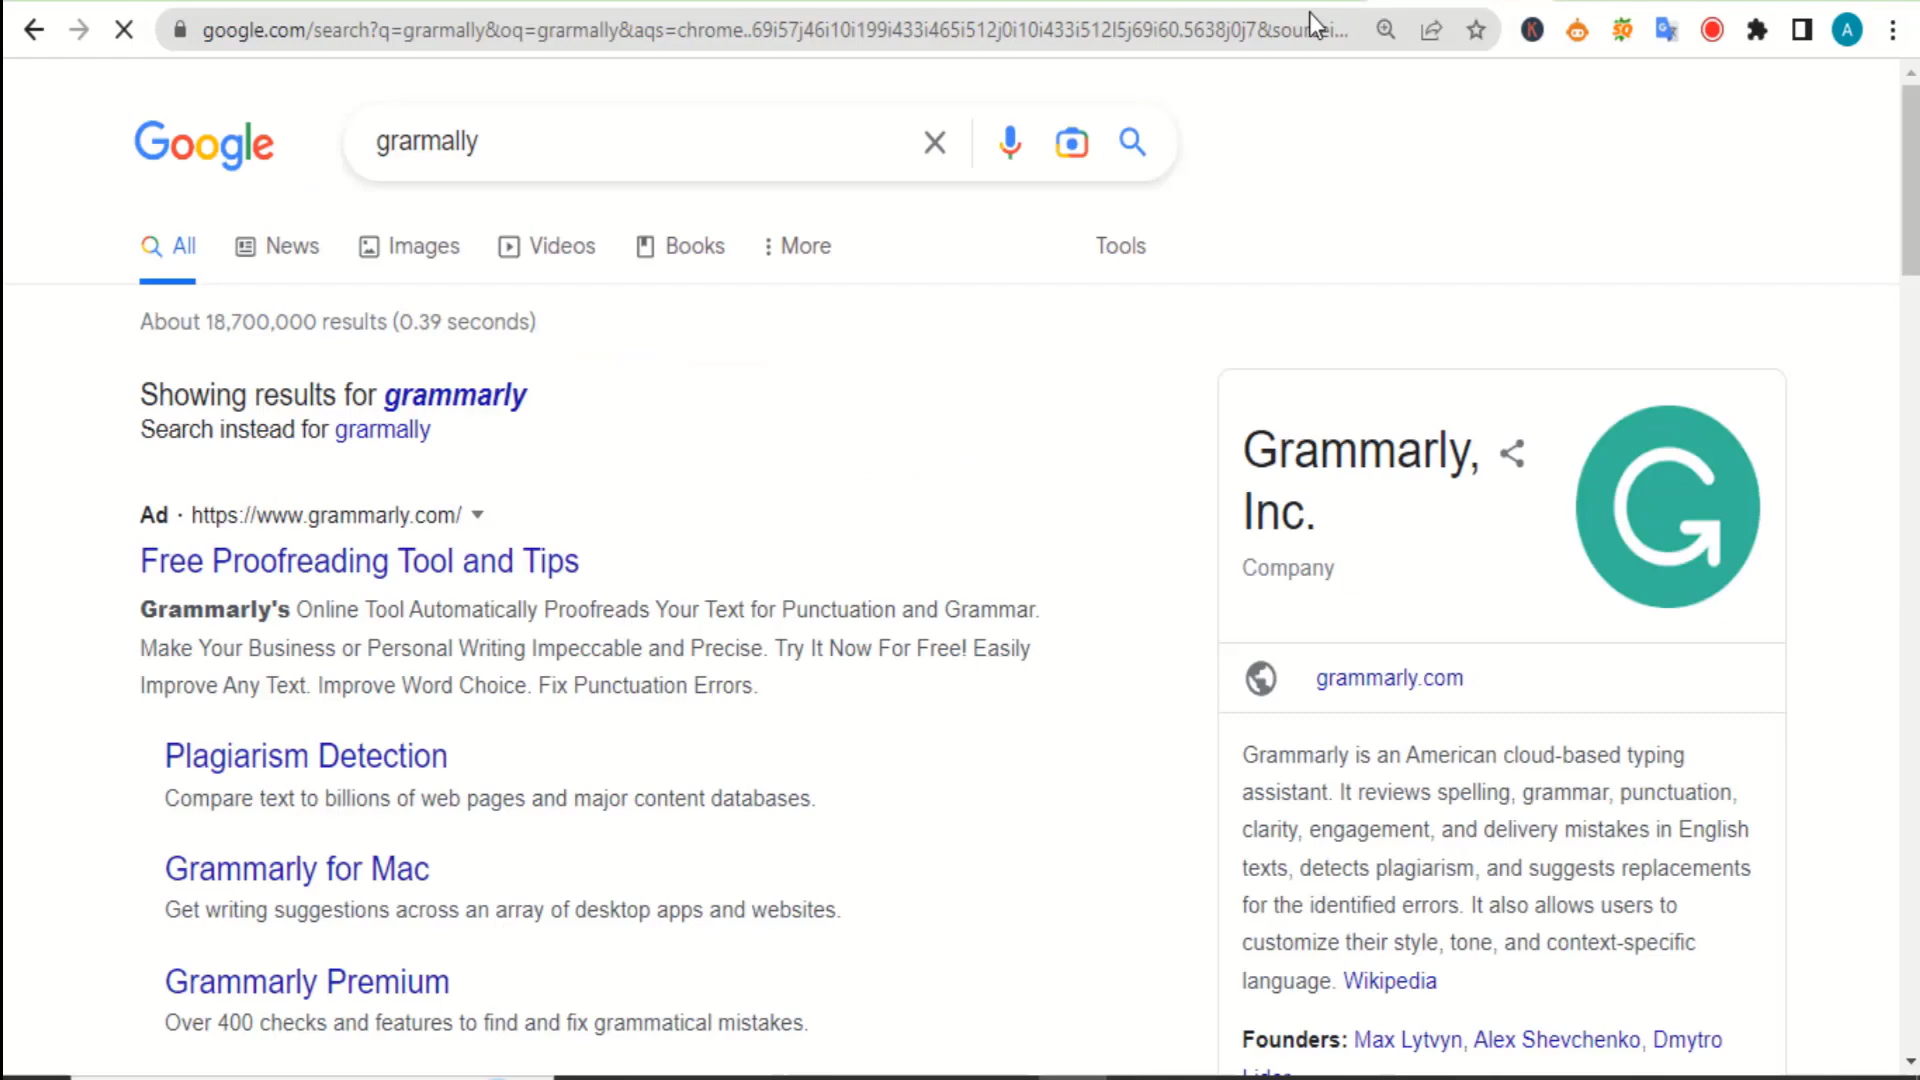 google.com/search?q=grarmally&oq=grarmally&aqs=chrome..69i57j46i10i199i433i465i512j0i10i433i512l5j69i60.5638j0j7&sour
A
Google
grarmally
All
News
Images
Videos
Books
More
Tools
About 18,700,000 results (0.39 seconds)
Showing results for grammarly
Search instead for grarmally
Ad · https://www.grammarly.com/
Free Proofreading Tool and Tips
Grammarly's Online Tool Automatically Proofreads Your Text for Punctuation and Grammar.
Make Your Business or Personal Writing Impeccable and Precise. Try It Now For Free! Easily
Improve Any Text. Improve Word Choice. Fix Punctuation Errors.
Plagiarism Detection
Compare text to billions of web pages and major content databases.
Grammarly for Mac
Get writing suggestions across an array of desktop apps and websites.
Grammarly Premium
Over 400 checks and features to find and fix grammatical mistakes.
Grammarly,
Inc.
Company
grammarly.com
Grammarly is an American cloud-based typing
assistant. It reviews spelling, grammar, punctuation,
clarity, engagement, and delivery mistakes in English
texts, detects plagiarism, and suggests replacements
for the identified errors. It also allows users to
customize their style, tone, and context-specific
language. Wikipedia
Founders: Max Lytvyn, Alex Shevchenko, Dmytro